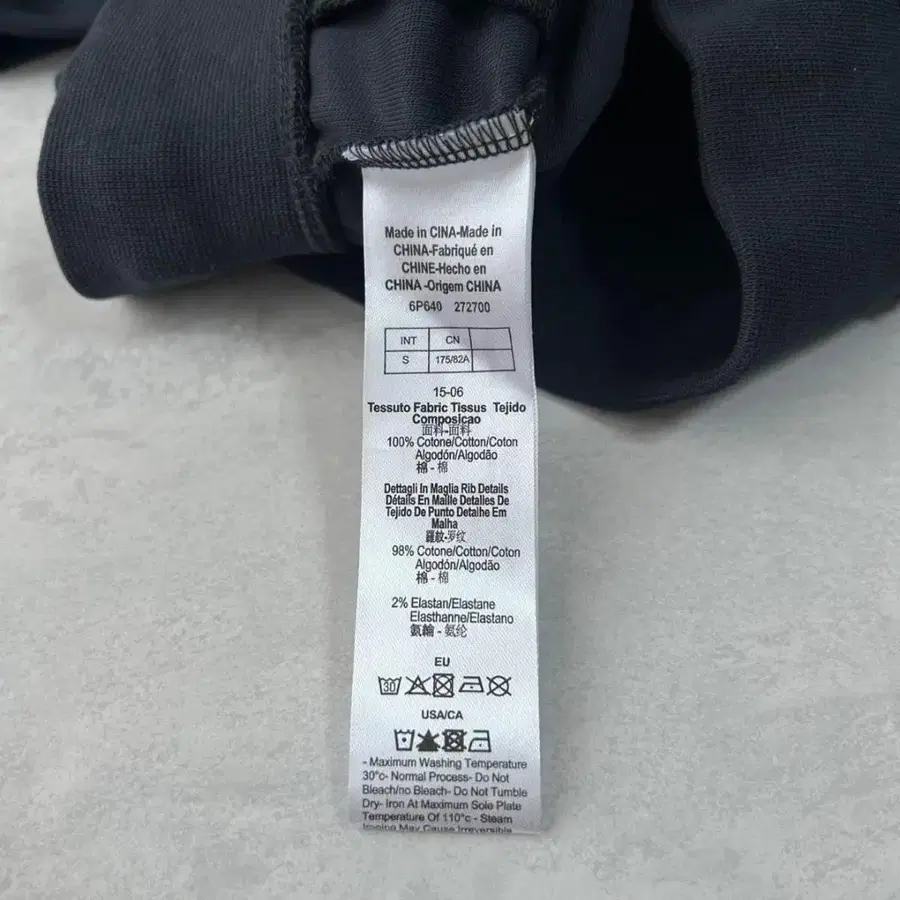 Made in CINA-Made in
CHINA-Fabriqué en
CHINE-Hecho en
CHINA -Origem CHINA
6P640 272700
INT CN
S 175/82A
15-06
Tessuto Fabric Tissus Tejido
Composicao
面料-面料
100% Cotone/Cotton/Coton
Algodón/Algodão
棉 - 棉
Dettagli In Maglia Rib Details
Détails En Maille Detalles De
Tejido De Punto Detalhe Em
Malha
羅紋-罗纹
98% Cotone/Cotton/Coton
Algodón/Algodão
棉 - 棉
2% Elastan/Elastane
Elasthanne/Elastano
氨綸 - 氨纶
EU
30
USA/CA
- Maximum Washing Temperature
30°c- Normal Process- Do Not
Bleach/no Bleach- Do Not Tumble
Dry- Iron At Maximum Sole Plate
Temperature Of 110°c - Steam
Ironing May Cause Irreversible